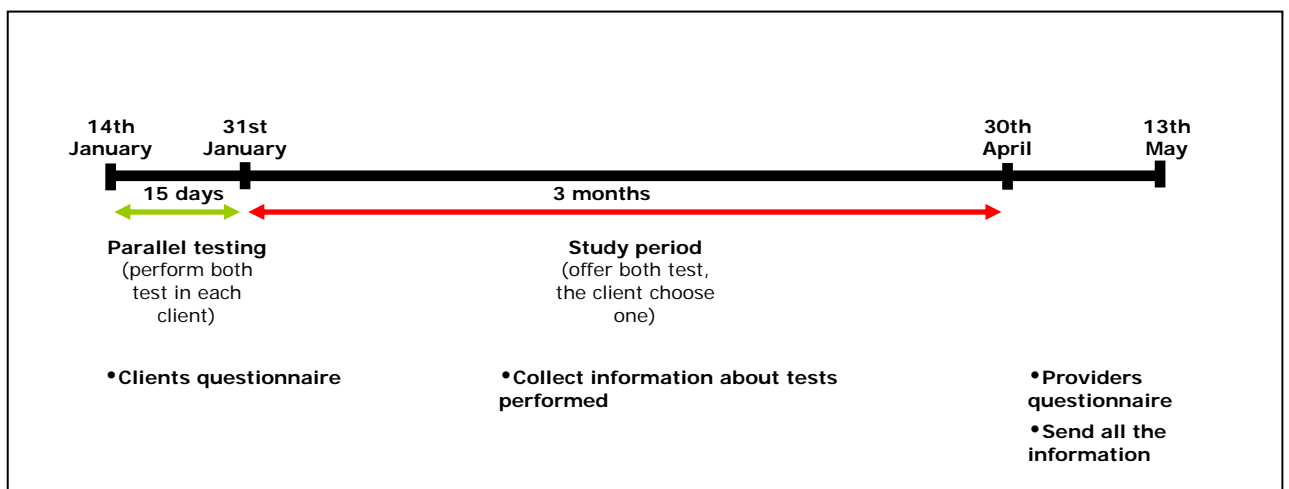 14th
January
31st
January
30th
April
13th
May
15 days
3 months
Parallel testing
(perform both
test in each
client)
Study period
(offer both test,
the client choose
one)
•Clients questionnaire
•Collect information about tests
performed
•Providers
questionnaire
•Send all the
information